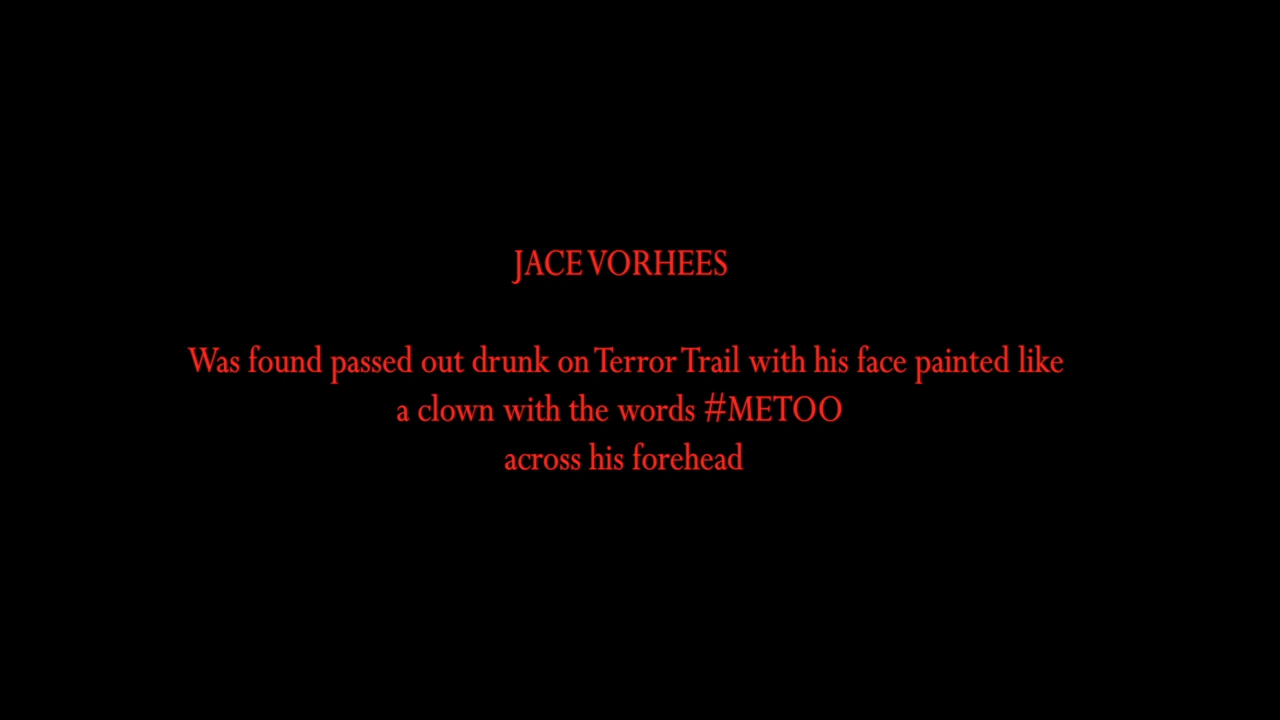 JACE VORHEES
Was found passed out drunk on Terror Trail with his face painted like
a clown with the words #METOO
across his forehead